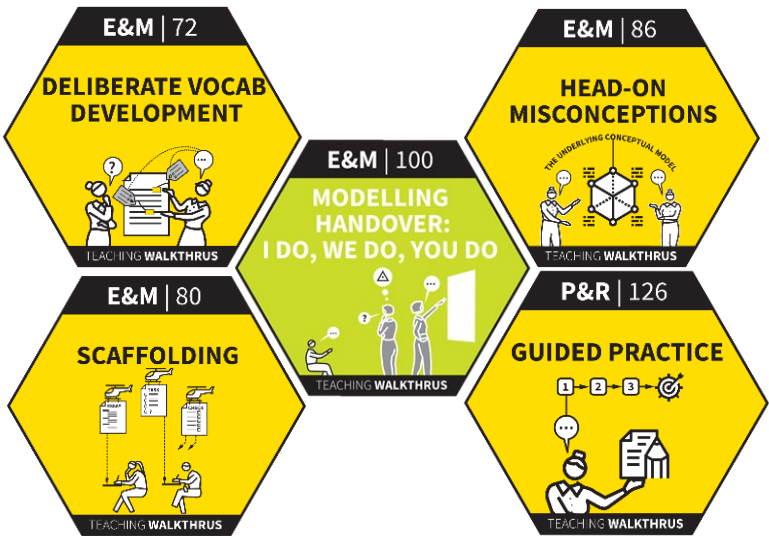 E&M | 72
DELIBERATE VOCAB
DEVELOPMENT
?
...
TEACHING WALKTHRUS
E&M | 86
HEAD-ON
MISCONCEPTIONS
THE UNDERLYING CONCEPTUAL MODEL
...
...
TEACHING WALKTHRUS
E&M | 100
MODELLING
HANDOVER:
I DO, WE DO, YOU DO
...
?
...
TEACHING WALKTHRUS
E&M | 80
SCAFFOLDING
TASK
TEACHING WALKTHRUS
P&R | 126
GUIDED PRACTICE
1 2 3
...
TEACHING WALKTHRUS